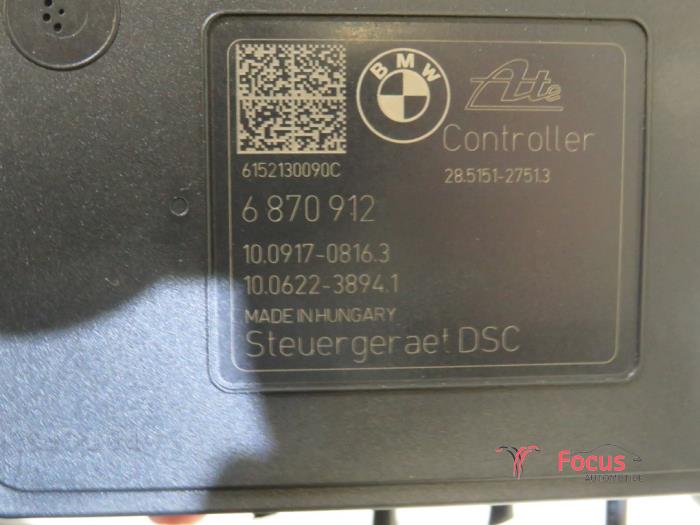 BMW
Ate
Controller
6152130090C
28.5151-2751.3
6 870 912
10.0917-0816.3
10.0622-3894.1
MADE IN HUNGARY
Steuergeraet DSC
Focus
AUTOMOTIVE